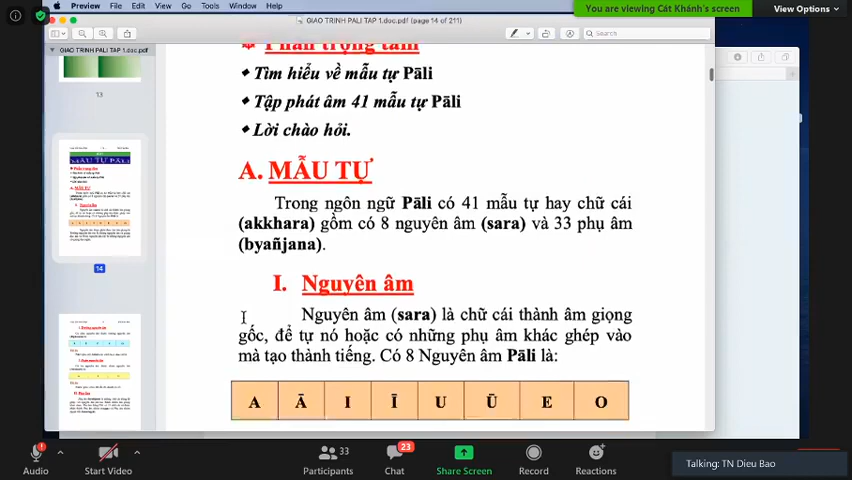 Preview File Edit View Go Tools Window Help
You are viewing Cát Khánh's screen
View Options
GIAO TRINH PALI TAP 1.doc.pdf (page 14 of 211)
Search
GIAO TRINH PALI TAP 1.doc.pdf
13
MẪU TỰ PĀLI
14
Phần trọng tâm
Tìm hiểu về mẫu tự Pāli
Tập phát âm 41 mẫu tự Pāli
Lời chào hỏi.
A. MẪU TỰ
Trong ngôn ngữ Pāli có 41 mẫu tự hay chữ cái
(akkhara) gồm có 8 nguyên âm (sara) và 33 phụ âm
(byañjana).
I. Nguyên âm
Nguyên âm (sara) là chữ cái thành âm giọng
gốc, để tự nó hoặc có những phụ âm khác ghép vào
mà tạo thành tiếng. Có 8 Nguyên âm Pāli là:
A Ā I Ī U Ū E O
Audio
Start Video
33
Participants
23
Chat
Share Screen
Record
Reactions
Talking: TN Dieu Bao